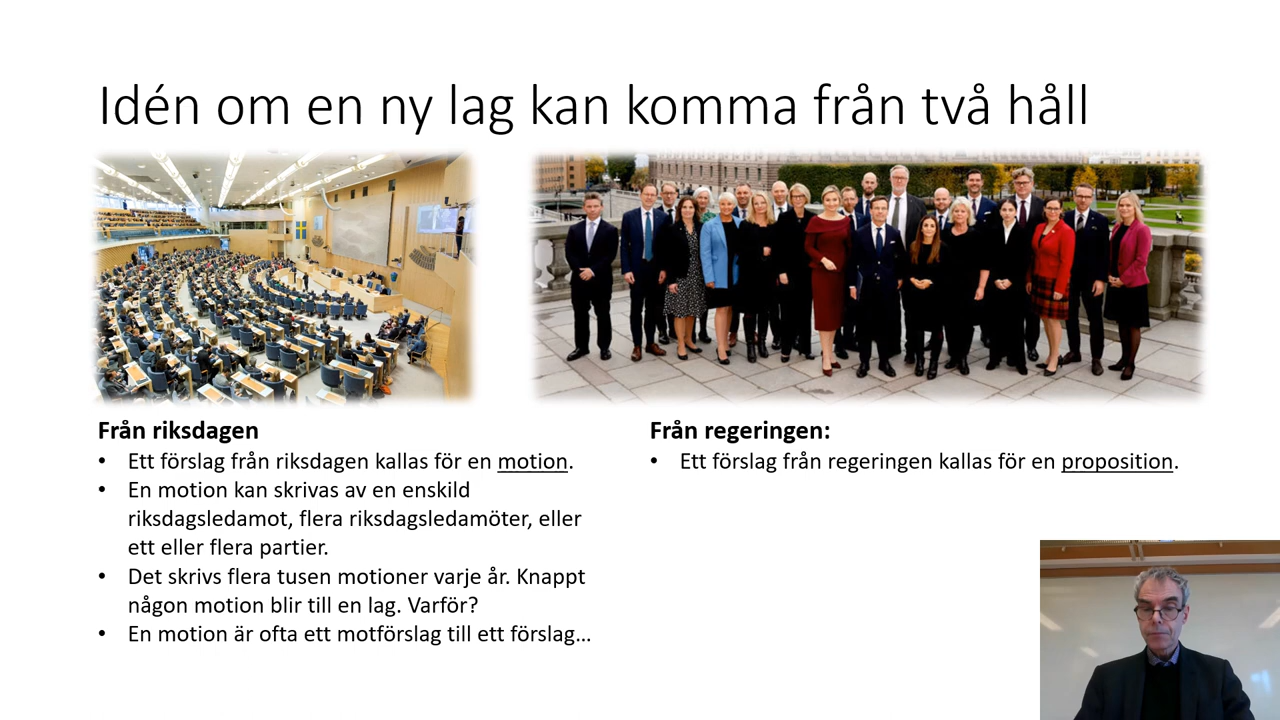 Idén om en ny lag kan komma från två håll
Från riksdagen
• Ett förslag från riksdagen kallas för en motion.
• En motion kan skrivas av en enskild
riksdagsledamot, flera riksdagsledamöter, eller
ett eller flera partier.
• Det skrivs flera tusen motioner varje år. Knappt
någon motion blir till en lag. Varför?
• En motion är ofta ett motförslag till ett förslag…
Från regeringen:
• Ett förslag från regeringen kallas för en proposition.